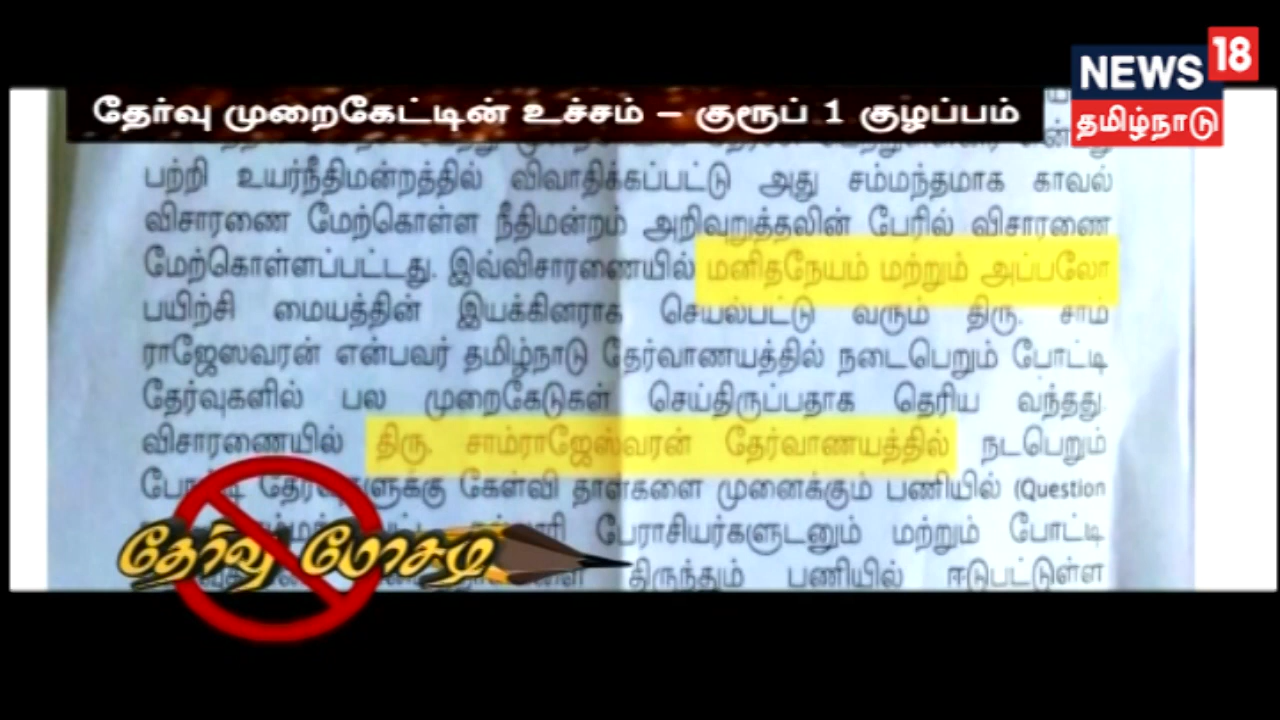 NEWS 18
தமிழ்நாடு
தேர்வு முறைகேட்டின் உச்சம் – குரூப் 1 குழப்பம்
பற்றி உயர்நீதிமன்றத்தில் விவாதிக்கப்பட்டு அது சம்மந்தமாக காவல்
விசாரணை மேற்கொள்ள நீதிமன்றம் அறிவுறுத்தலின் பேரில் விசாரணை
மேற்கொள்ளப்பட்டது. இவ்விசாரணையில் மனிதநேயம் மற்றும் அப்பலோ
பயிற்சி மையத்தின் இயக்கினராக செயல்பட்டு வரும் திரு. சாம்
ராஜேஸவரன் என்பவர் தமிழ்நாடு தேர்வாணயத்தில் நடைபெறும் போட்டி
தேர்வுகளில் பல முறைகேடுகள் செய்திருப்பதாக தெரிய வந்தது.
விசாரணையில் திரு. சாம்ராஜேஸ்வரன் தேர்வாணயத்தில் நடபெறும்
கேள்வி தாள்களை முனைக்கும் பணியில் (Question
பேராசியர்களுடனும் மற்றும் போட்டி
திருந்தும் பணியில் ஈடுபட்டுள்ள
தேர்வு மோசடி